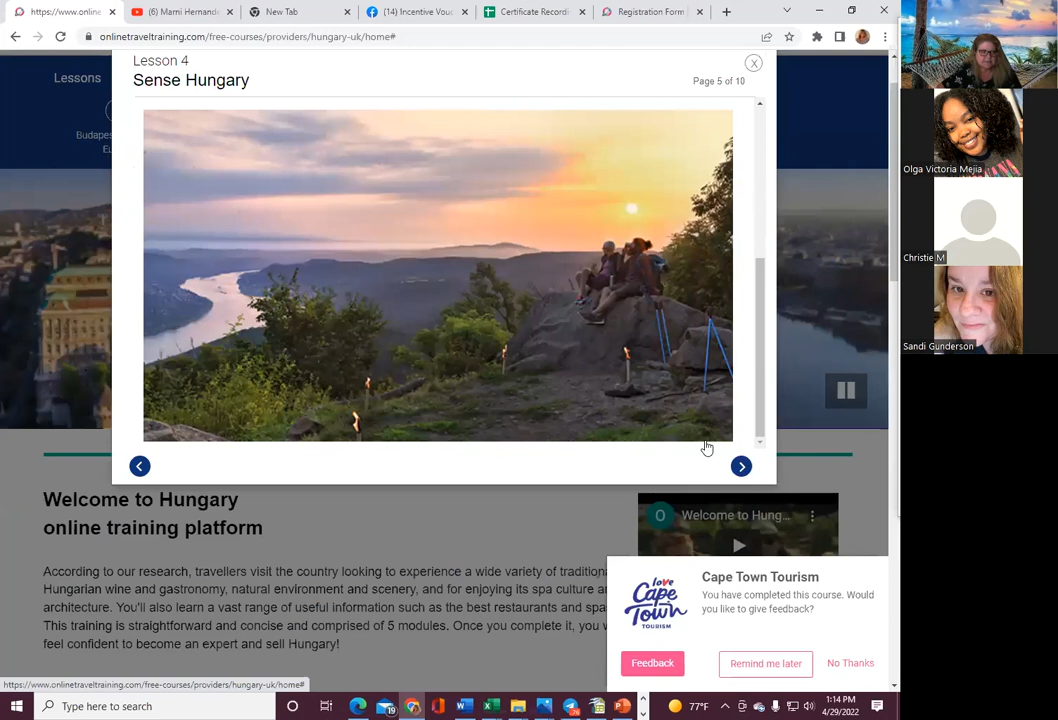 https://www.online
(6) Marni Hernande
New Tab
(14) Incentive Vou
Certificate Recordin
Registration Form
onlinetraveltraining.com/free-courses/providers/hungary-uk/home#
Lessons
Budapes
Lesson 4
Sense Hungary
Page 5 of 10
X
Olga Victoria Mejia
Christie M
Sandi Gunderson
Welcome to Hungary
online training platform
O
Welcome to Hung...
According to our research, travellers visit the country looking to experience a wide variety of traditiona
Hungarian wine and gastronomy, natural environment and scenery, and for enjoying its spa culture a
architecture. You'll also learn a vast range of useful information such as the best restaurants and spa
This training is straightforward and concise and comprised of 5 modules. Once you complete it, you w
feel confident to become an expert and sell Hungary!
love
Cape
Town
TOURISM
Cape Town Tourism
You have completed this course. Would
you like to give feedback?
Feedback
Remind me later
No Thanks
https://www.onlinetraveltraining.com/free-courses/providers/hungary-uk/home#
Type here to search
19
77°F
1:14 PM
4/29/2022